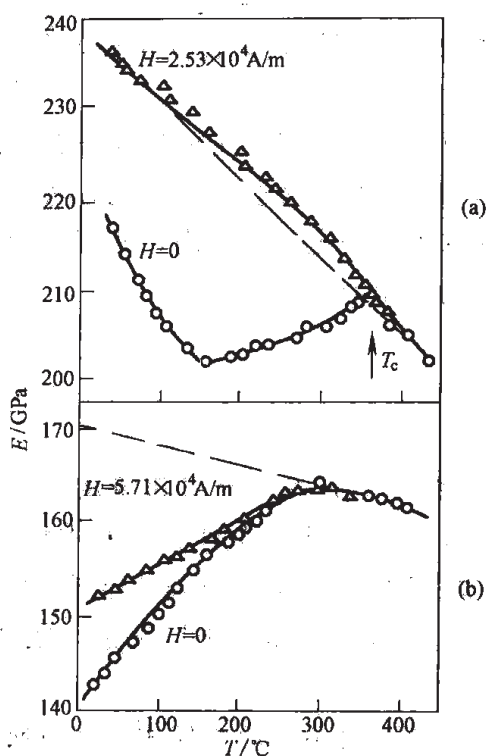 240
H=2.53×10⁴A/m
230
(a)
220
H=0
210
T_c
200
E/GPa
170
H=5.71×10⁴A/m
160
(b)
150
H=0
140
0 100 200 300 400
T/℃